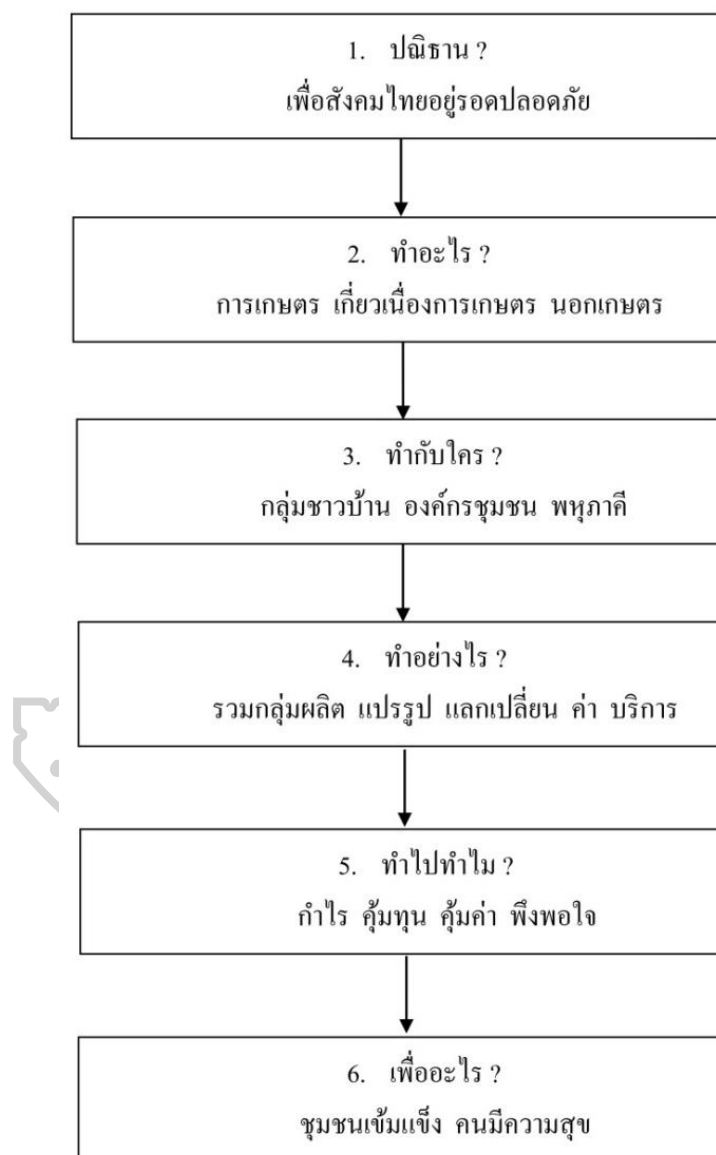 1. ปณิธาน ?
เพื่อสังคมไทยอยู่รอดปลอดภัย
2. ทำอะไร ?
การเกษตร เกี่ยวเนื่องการเกษตร นอกเกษตร
3. ทำกับใคร ?
กลุ่มชาวบ้าน องค์กรชุมชน พหุภาคี
4. ทำอย่างไร ?
รวมกลุ่มผลิต แปรรูป แลกเปลี่ยน ค่า บริการ
5. ทำไปทำไม ?
กำไร คุ้มทุน คุ้มค่า พึงพอใจ
6. เพื่ออะไร ?
ชุมชนเข้มแข็ง คนมีความสุข